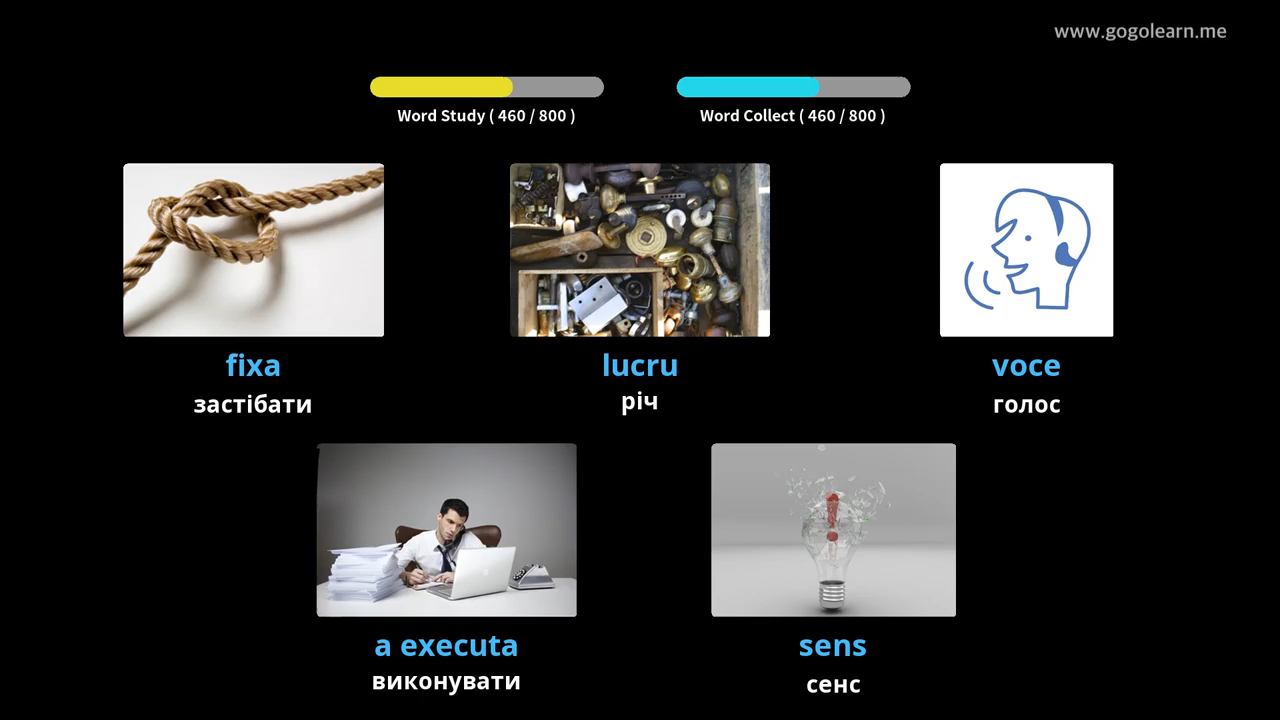 www.gogolearn.me
Word Study ( 460 / 800 )
Word Collect ( 460 / 800 )
fixa
застібати
lucru
річ
voce
голос
a executa
виконувати
sens
сенс